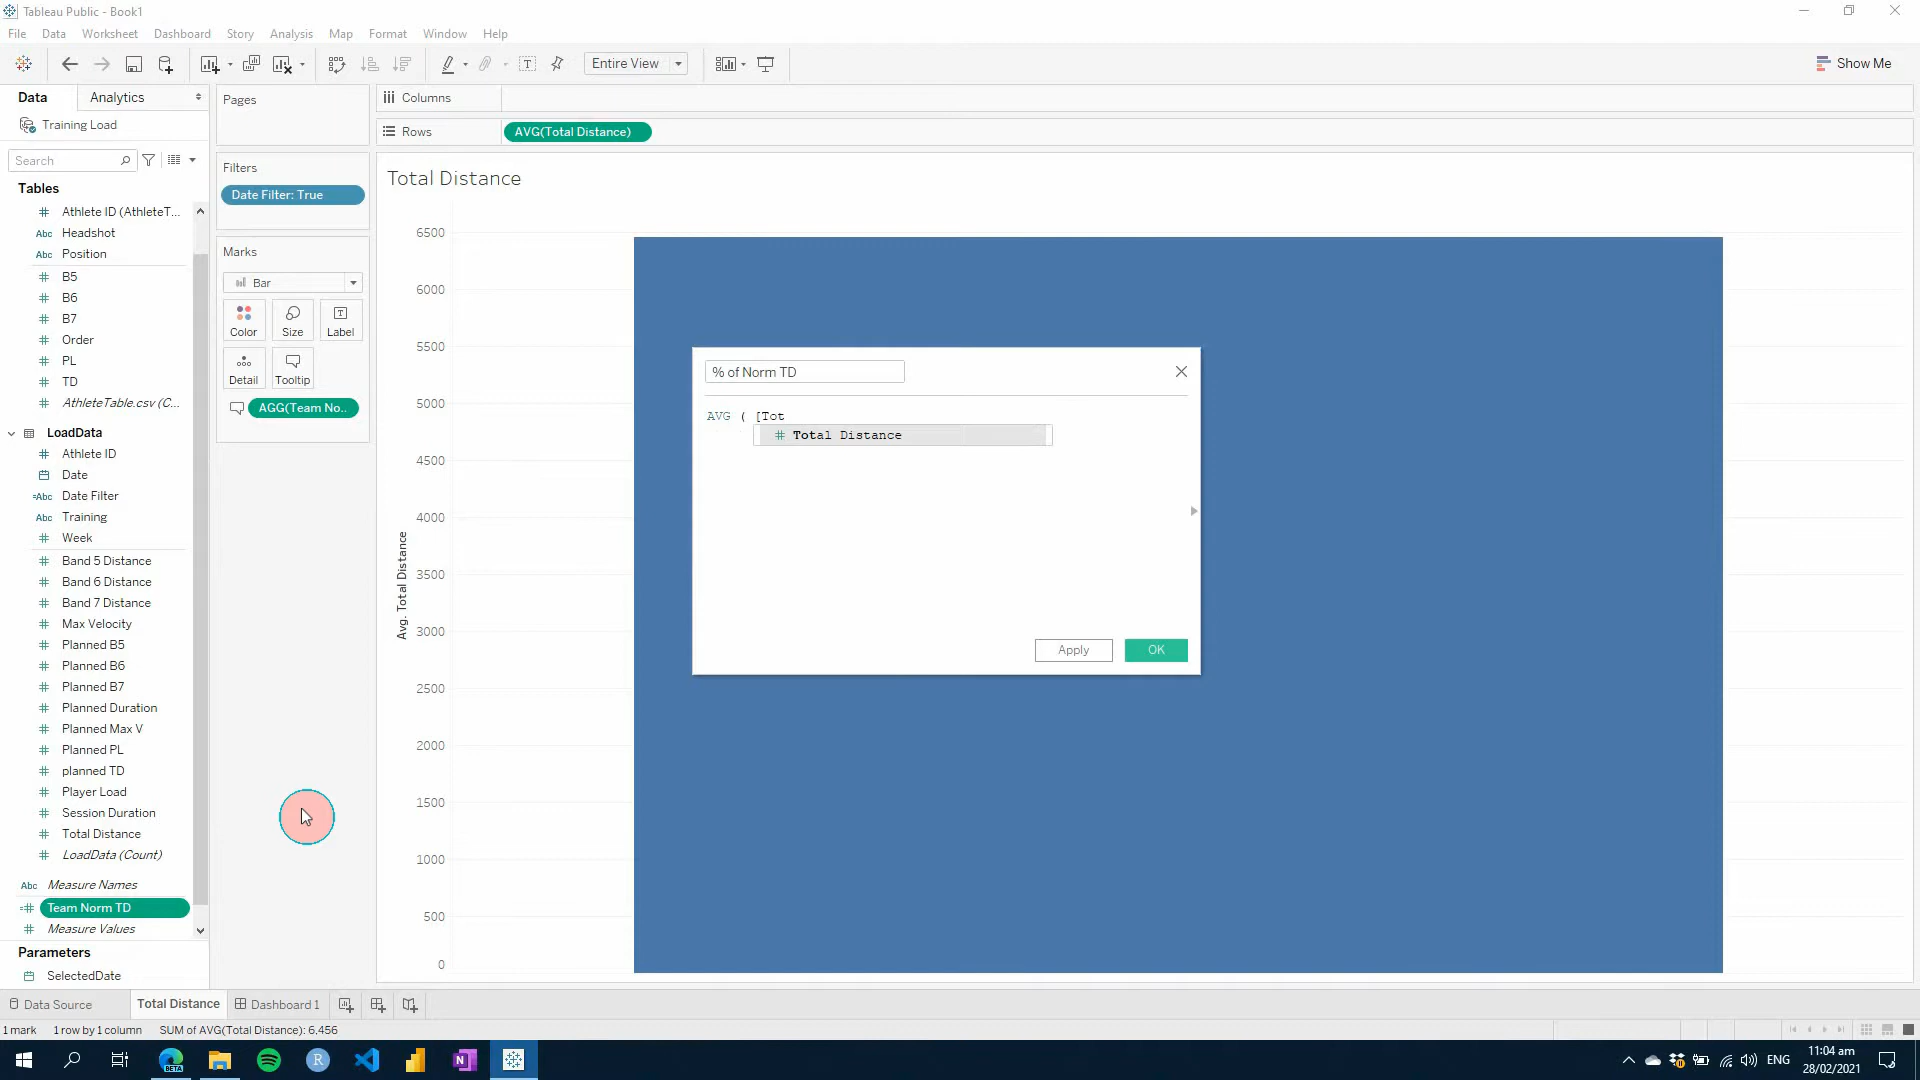 Tableau Public - Book1
File Data Worksheet Dashboard Story Analysis Map Format Window Help
Entire View
Show Me
Data Analytics
Training Load
Search
Tables
Athlete ID (AthleteT...
Abc Headshot
Abc Position
B5
B6
B7
Order
PL
TD
AthleteTable.csv (C...
LoadData
Athlete ID
Date
=Abc Date Filter
Abc Training
Week
Band 5 Distance
Band 6 Distance
Band 7 Distance
Max Velocity
Planned B5
Planned B6
Planned B7
Planned Duration
Planned Max V
Planned PL
planned TD
Player Load
Session Duration
Total Distance
LoadData (Count)
Abc Measure Names
Team Norm TD
Measure Values
Parameters
SelectedDate
Pages
Filters
Date Filter: True
Marks
Bar
Color Size Label
Detail Tooltip
AGG(Team No..
Columns
Rows AVG(Total Distance)
Total Distance
Avg. Total Distance
6500
6000
5500
5000
4500
4000
3500
3000
2500
2000
1500
1000
500
0
% of Norm TD
AVG ( [Tot
# Total Distance
Apply OK
Data Source Total Distance Dashboard 1
1 mark 1 row by 1 column SUM of AVG(Total Distance): 6,456
BETA
ENG
11:04 am
28/02/2021